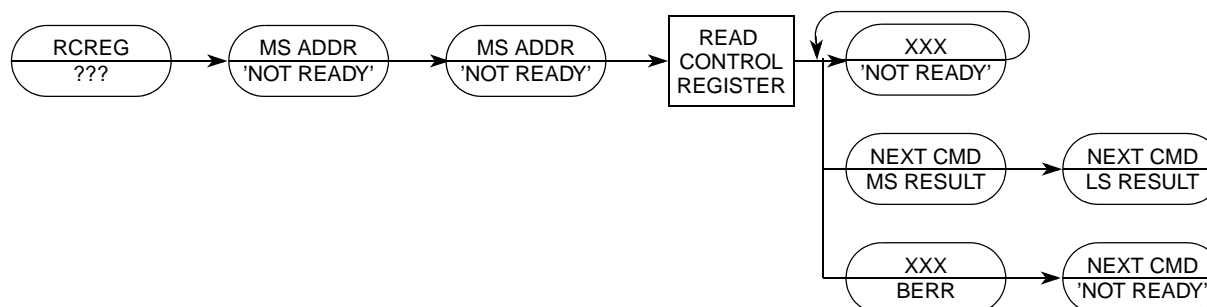 RCREG
???
MS ADDR
'NOT READY'
MS ADDR
'NOT READY'
READ
CONTROL
REGISTER
XXX
'NOT READY'
NEXT CMD
MS RESULT
NEXT CMD
LS RESULT
XXX
BERR
NEXT CMD
'NOT READY'